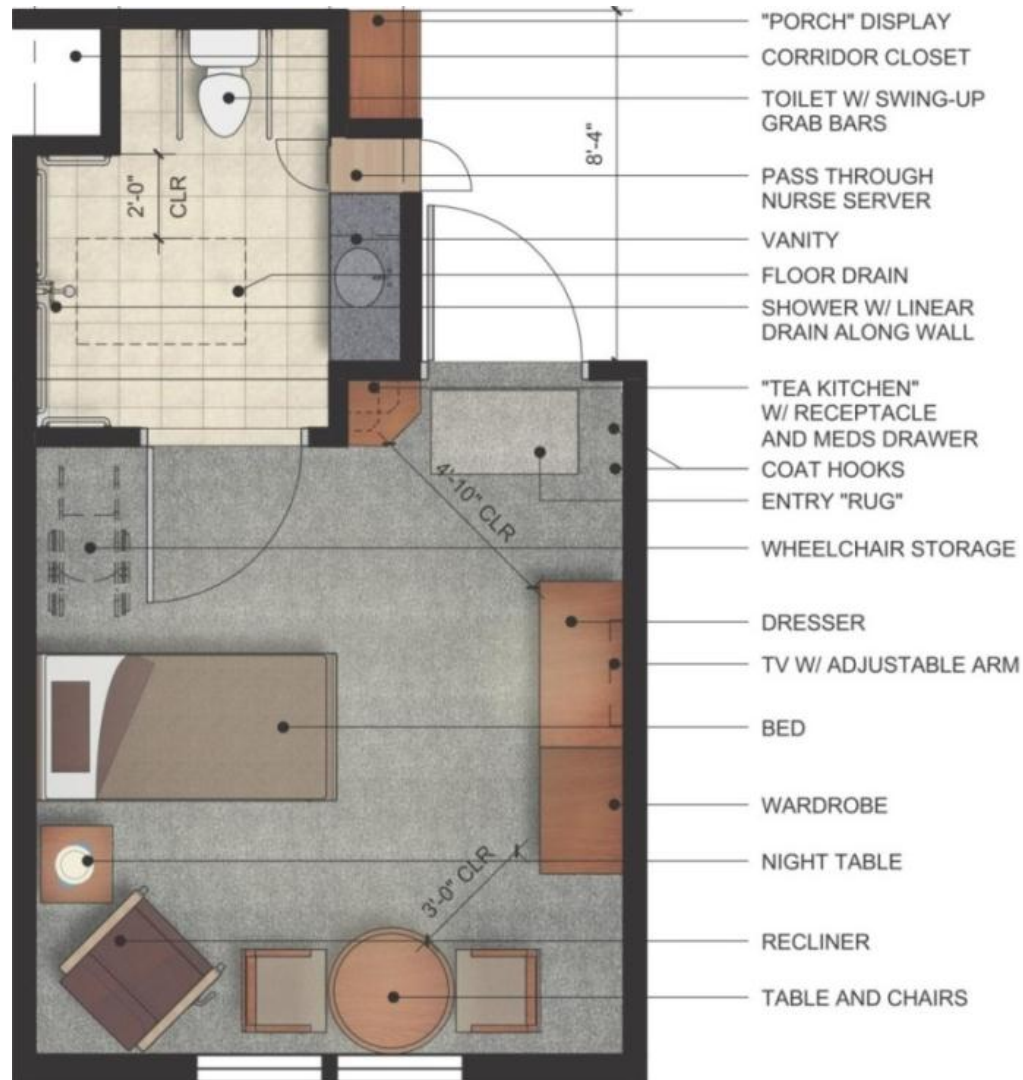 "PORCH" DISPLAY
CORRIDOR CLOSET
TOILET W/ SWING-UP
GRAB BARS
8'-4"
PASS THROUGH
NURSE SERVER
2'-0"
CLR
VANITY
FLOOR DRAIN
SHOWER W/ LINEAR
DRAIN ALONG WALL
"TEA KITCHEN"
W/ RECEPTACLE
AND MEDS DRAWER
COAT HOOKS
ENTRY "RUG"
4'-10" CLR
WHEELCHAIR STORAGE
DRESSER
TV W/ ADJUSTABLE ARM
BED
WARDROBE
NIGHT TABLE
3'-0" CLR
RECLINER
TABLE AND CHAIRS